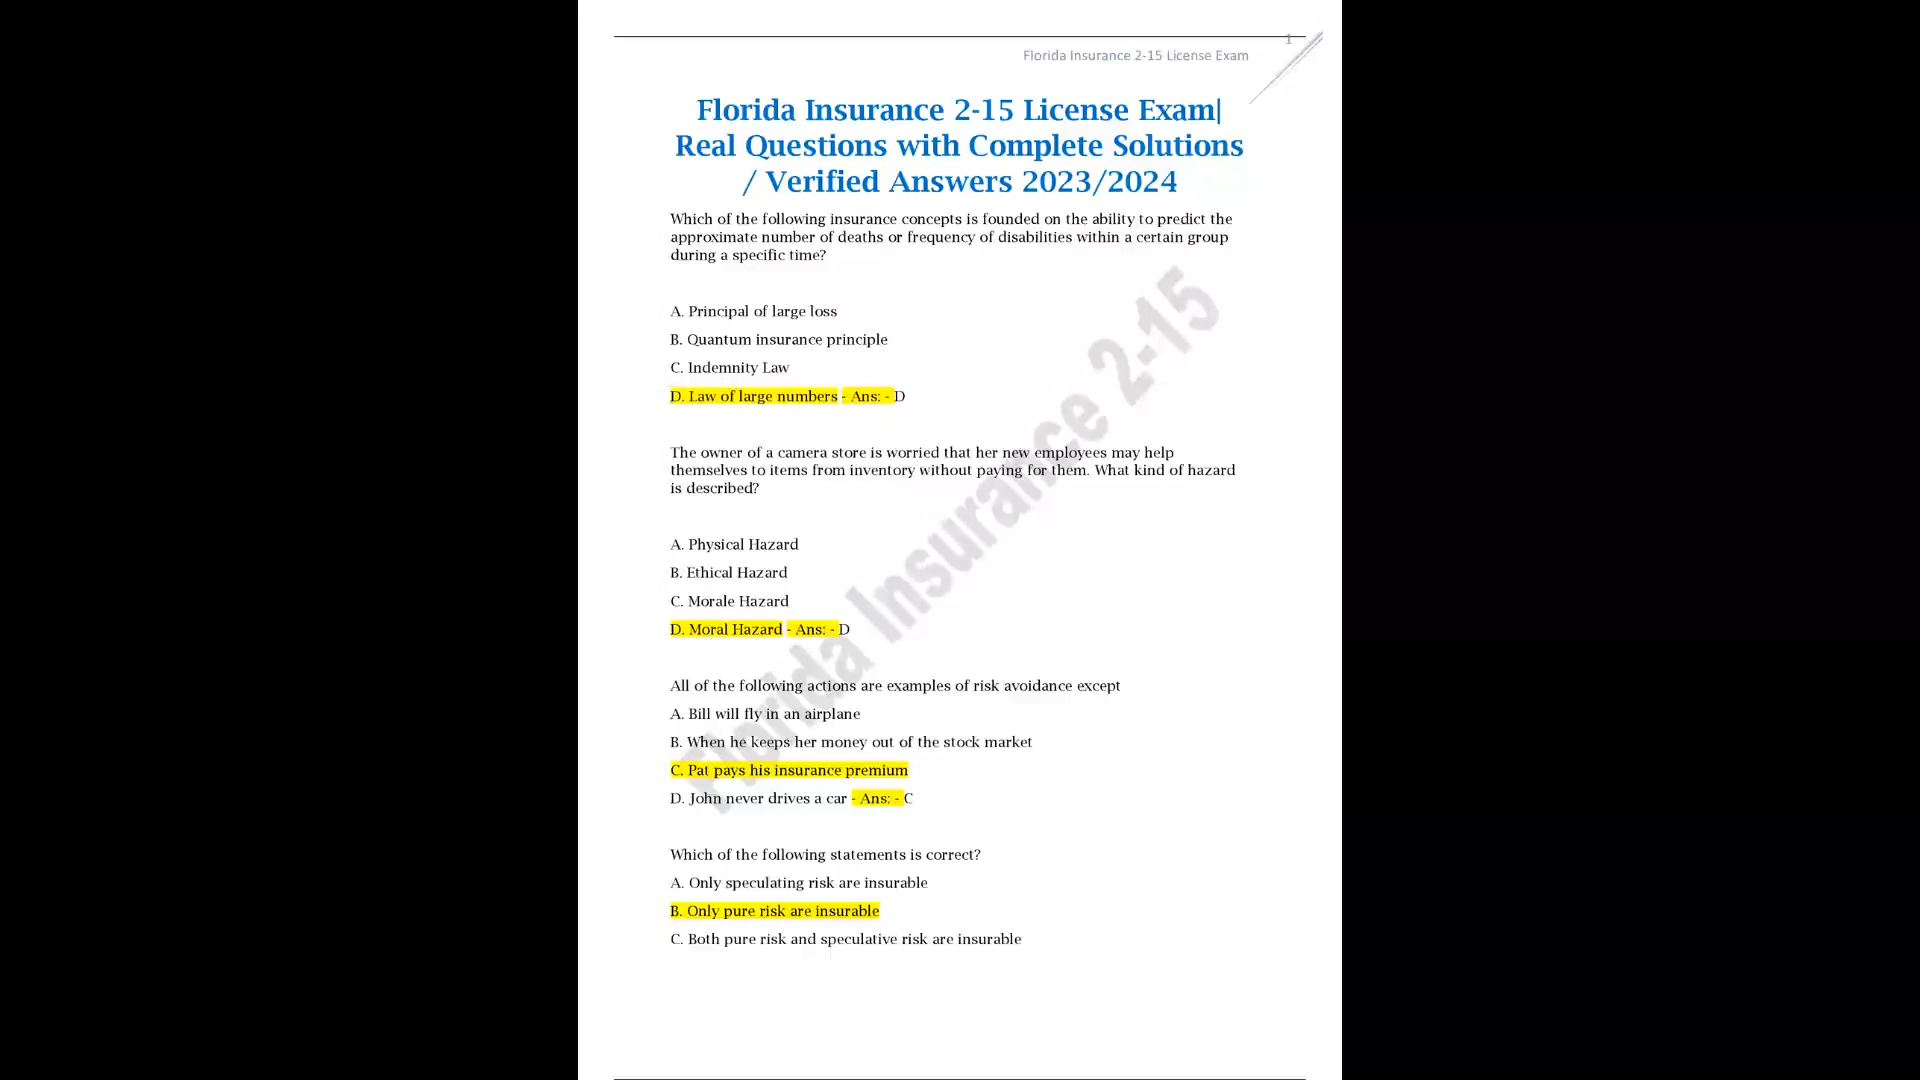 1
Florida Insurance 2-15 License Exam
Florida Insurance 2-15 License Exam|
Real Questions with Complete Solutions
/ Verified Answers 2023/2024
Which of the following insurance concepts is founded on the ability to predict the
approximate number of deaths or frequency of disabilities within a certain group
during a specific time?
A. Principal of large loss
B. Quantum insurance principle
C. Indemnity Law
D. Law of large numbers - Ans: - D
The owner of a camera store is worried that her new employees may help
themselves to items from inventory without paying for them. What kind of hazard
is described?
A. Physical Hazard
B. Ethical Hazard
C. Morale Hazard
D. Moral Hazard - Ans: - D
All of the following actions are examples of risk avoidance except
A. Bill will fly in an airplane
B. When he keeps her money out of the stock market
C. Pat pays his insurance premium
D. John never drives a car - Ans: - C
Which of the following statements is correct?
A. Only speculating risk are insurable
B. Only pure risk are insurable
C. Both pure risk and speculative risk are insurable
Florida Insurance 2-15